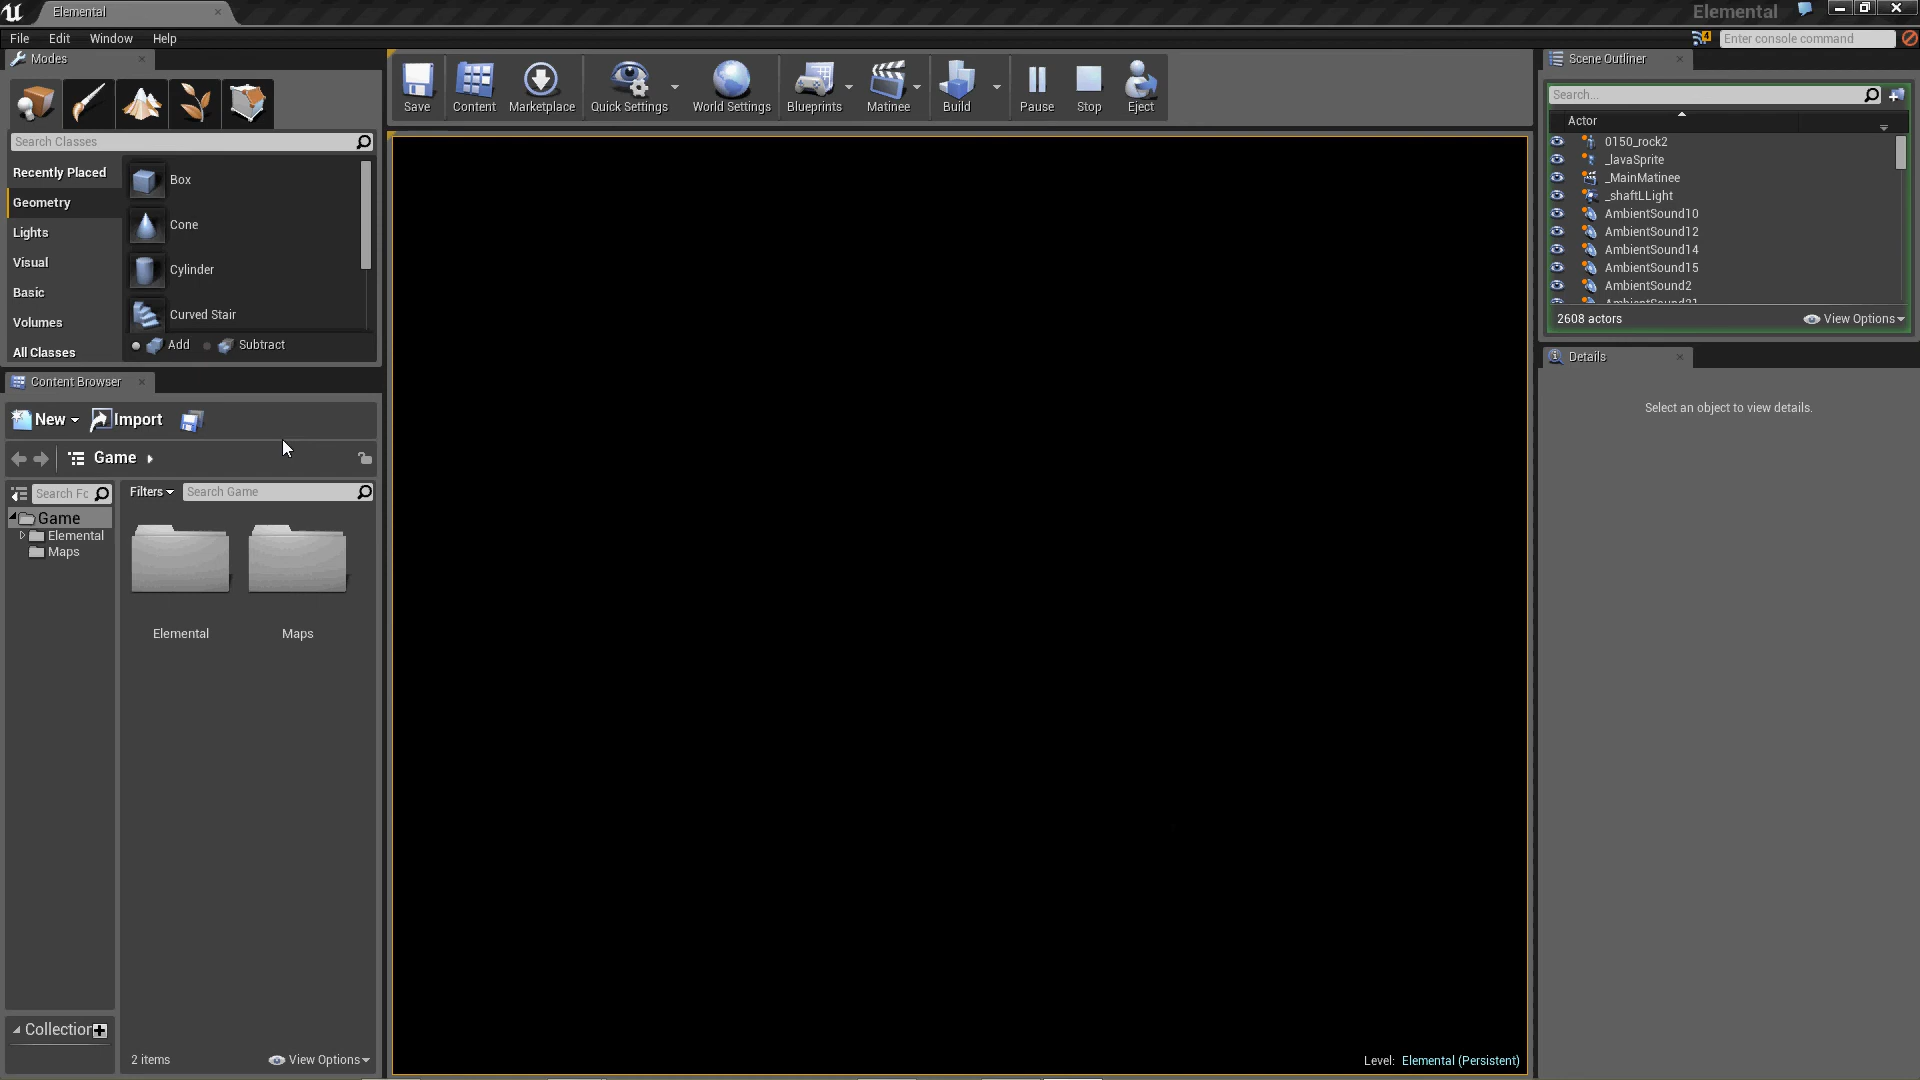 Elemental
Elemental
File Edit Window Help
Enter console command
Modes
Search Classes
Recently Placed
Geometry
Lights
Visual
Basic
Volumes
All Classes
Box
Cone
Cylinder
Curved Stair
Add Subtract
Content Browser
New Import
Game
Search Fo
Filters
Search Game
Game
Elemental
Maps
Elemental
Maps
Collection
2 items
View Options
Save
Content
Marketplace
Quick Settings
World Settings
Blueprints
Matinee
Build
Pause
Stop
Eject
Level: Elemental (Persistent)
Scene Outliner
Search...
Actor
0150_rock2
_lavaSprite
_MainMatinee
_shaftLLight
AmbientSound10
AmbientSound12
AmbientSound14
AmbientSound15
AmbientSound2
AmbientSound21
2608 actors
View Options
Details
Select an object to view details.